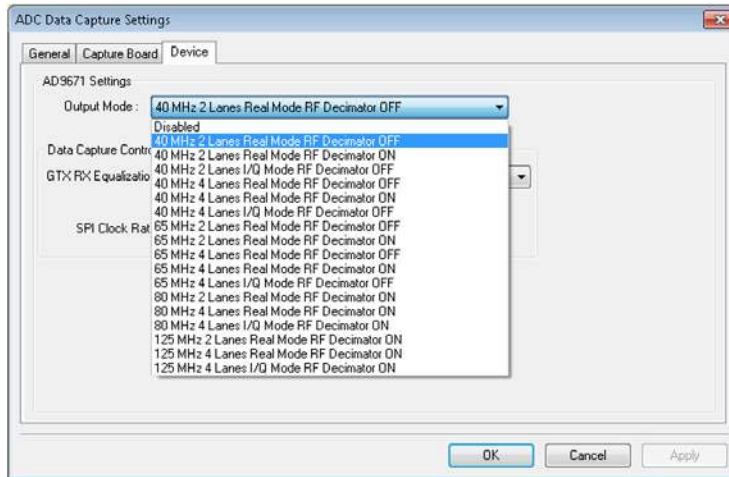 ADC Data Capture Settings
General Capture Board Device
AD9671 Settings
Output Mode : 40 MHz 2 Lanes Real Mode RF Decimator OFF
Disabled
40 MHz 2 Lanes Real Mode RF Decimator OFF
Data Capture
40 MHz 2 Lanes Real Mode RF Decimator ON
40 MHz 2 Lanes I/Q Mode RF Decimator OFF
GTX RX
40 MHz 4 Lanes Real Mode RF Decimator OFF
40 MHz 4 Lanes Real Mode RF Decimator ON
40 MHz 4 Lanes I/Q Mode RF Decimator OFF
SPI Clock
65 MHz 2 Lanes Real Mode RF Decimator OFF
65 MHz 2 Lanes Real Mode RF Decimator ON
65 MHz 4 Lanes Real Mode RF Decimator OFF
65 MHz 4 Lanes Real Mode RF Decimator ON
65 MHz 4 Lanes I/Q Mode RF Decimator OFF
80 MHz 2 Lanes Real Mode RF Decimator ON
80 MHz 4 Lanes Real Mode RF Decimator ON
80 MHz 4 Lanes I/Q Mode RF Decimator ON
125 MHz 2 Lanes Real Mode RF Decimator ON
125 MHz 4 Lanes Real Mode RF Decimator ON
125 MHz 4 Lanes I/Q Mode RF Decimator ON
OK Cancel Apply